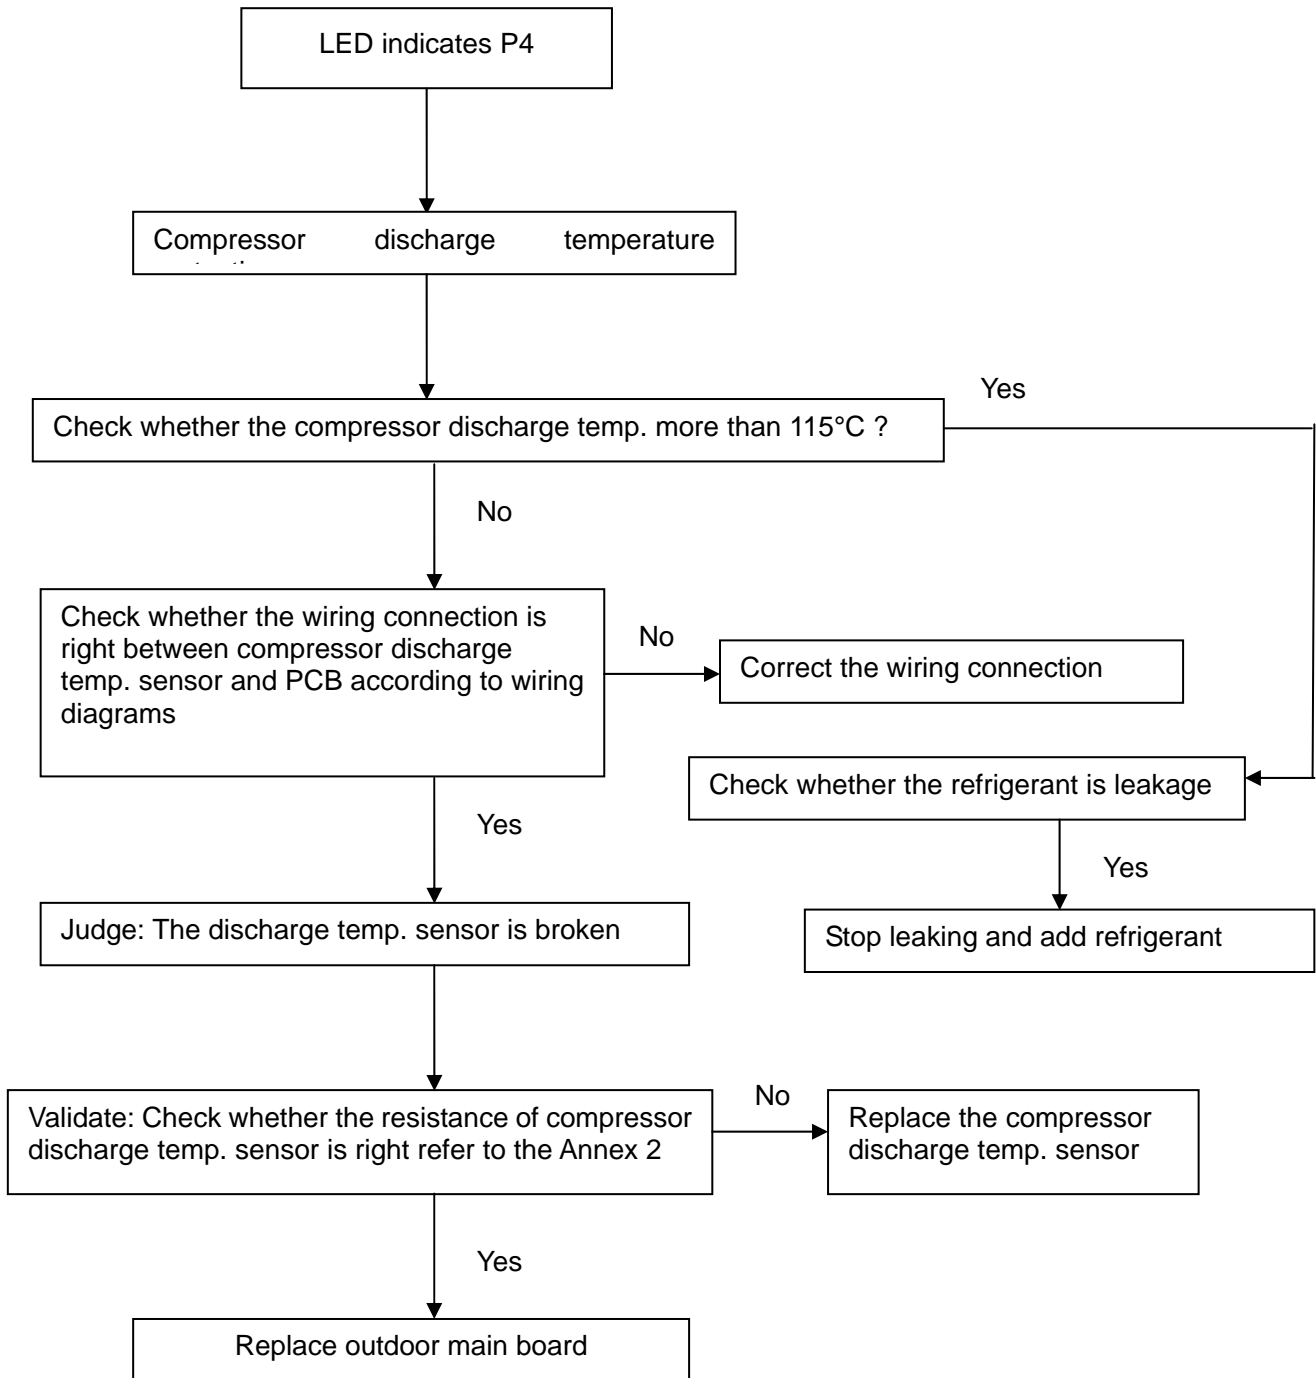 LED indicates P4
Compressor discharge temperature
Yes
Check whether the compressor discharge temp. more than 115°C ?
No
Check whether the wiring connection is
right between compressor discharge
temp. sensor and PCB according to wiring
diagrams
No
Correct the wiring connection
Check whether the refrigerant is leakage
Yes
Yes
Judge: The discharge temp. sensor is broken
Stop leaking and add refrigerant
Validate: Check whether the resistance of compressor
discharge temp. sensor is right refer to the Annex 2
No
Replace the compressor
discharge temp. sensor
Yes
Replace outdoor main board